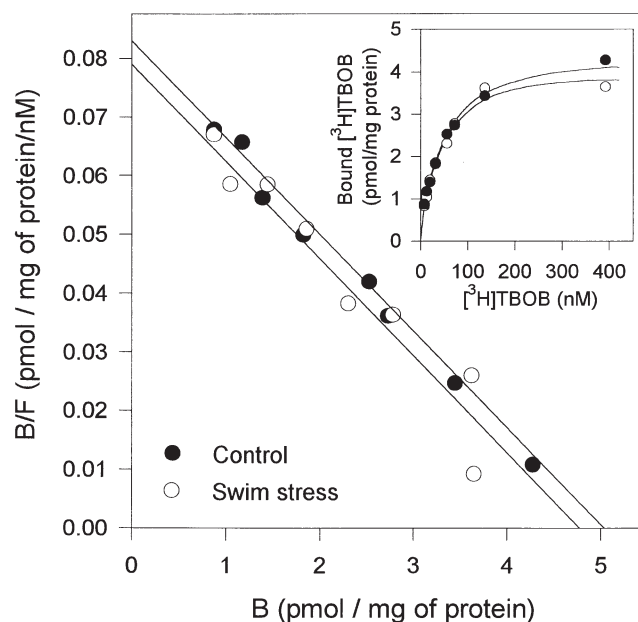 0.08
0.07
0.06
0.05
0.04
0.03
0.02
0.01
0.00
B/F (pmol / mg of protein/nM)
0 1 2 3 4 5
B (pmol / mg of protein)
Control
Swim stress
5
4
3
2
1
0
Bound [³H]TBOB
(pmol/mg protein)
0 100 200 300 400
[³H]TBOB (nM)